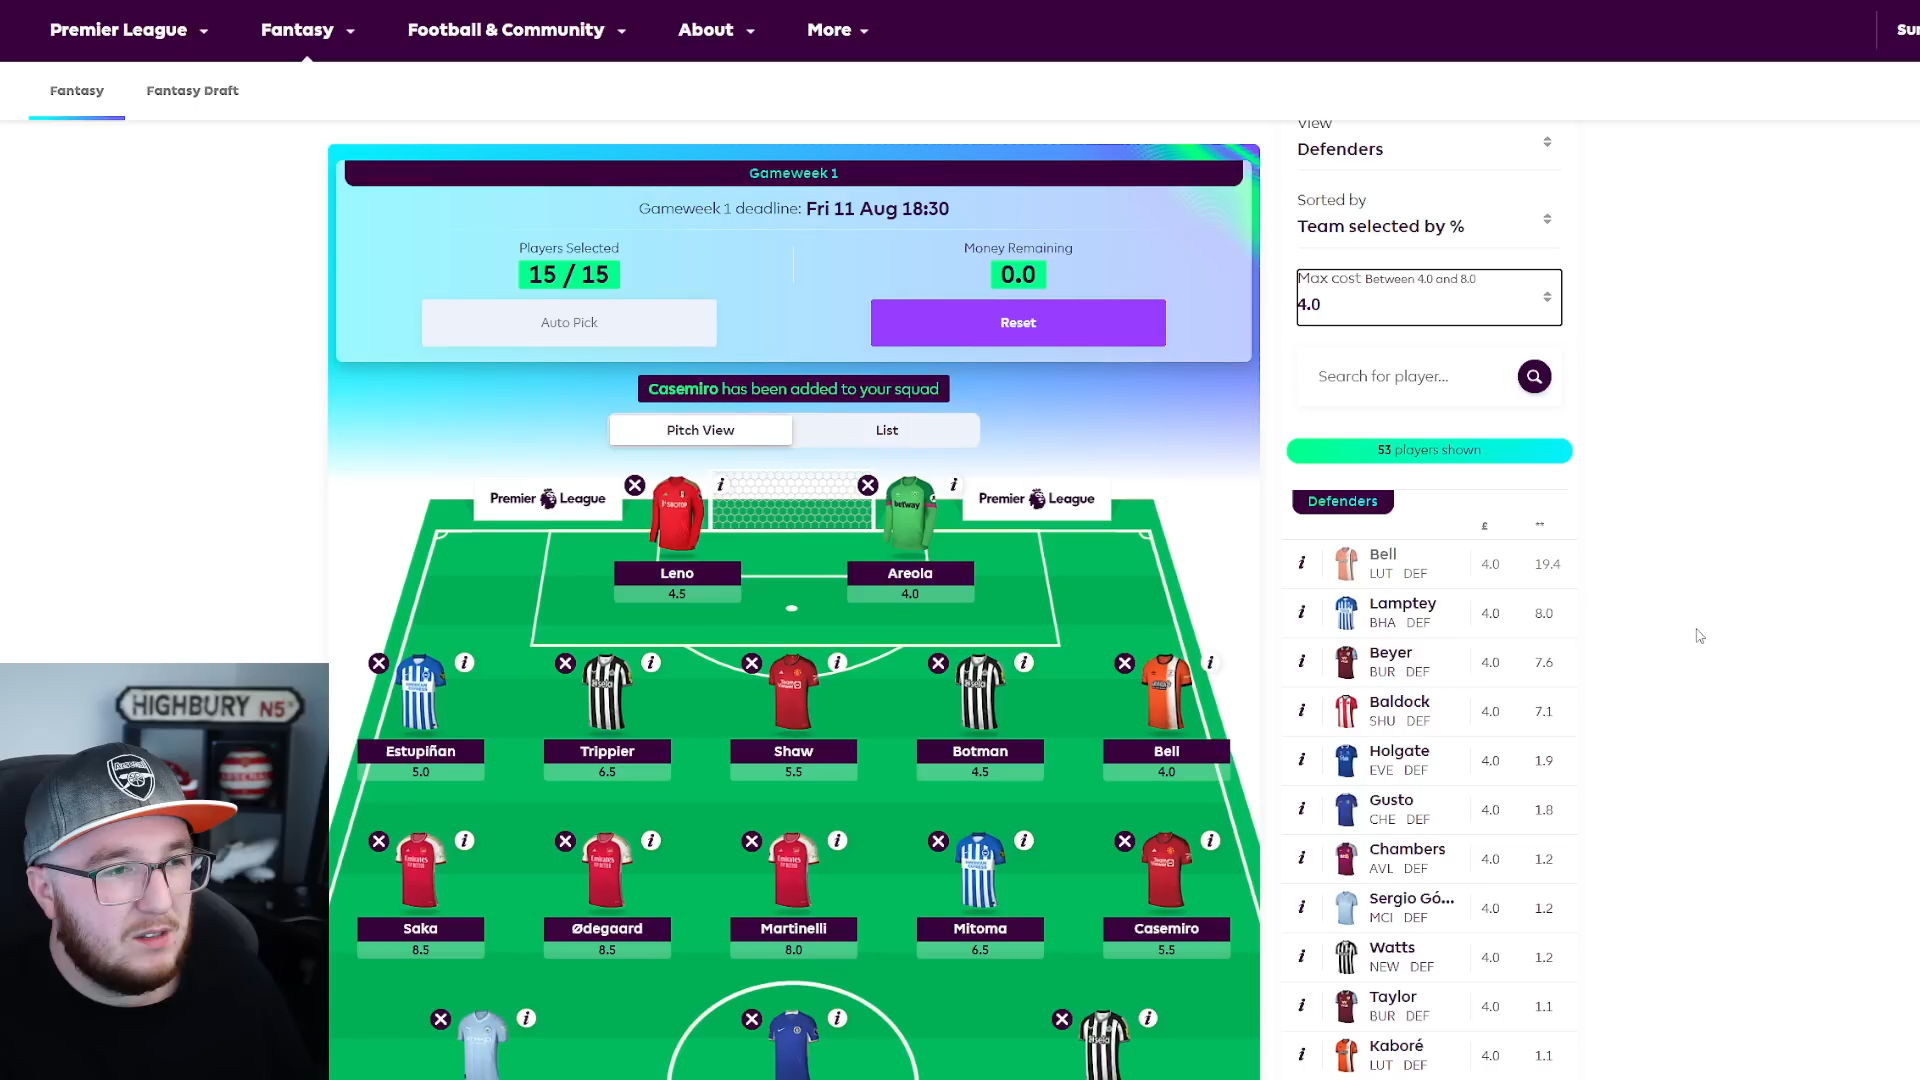 Premier League
Fantasy
Football & Community
About
More
Fantasy
Fantasy Draft
Gameweek 1
Gameweek 1 deadline: Fri 11 Aug 18:30
Players Selected
15 / 15
Money Remaining
0.0
Auto Pick
Reset
Casemiro has been added to your squad
Pitch View
List
Premier League
Premier League
SBOTOP
betway
Leno
4.5
Areola
4.0
Estupiñan
5.0
Trippier
6.5
Shaw
5.5
Botman
4.5
Bell
4.0
Saka
8.5
Ødegaard
8.5
Martinelli
8.0
Mitoma
6.5
Casemiro
5.5
View
Defenders
Sorted by
Team selected by %
Max cost Between 4.0 and 8.0
4.0
Search for player...
53 players shown
Defenders
£ **
Bell 4.0 19.4
LUT DEF
Lamptey 4.0 8.0
BHA DEF
Beyer 4.0 7.6
BUR DEF
Baldock 4.0 7.1
SHU DEF
Holgate 4.0 1.9
EVE DEF
Gusto 4.0 1.8
CHE DEF
Chambers 4.0 1.2
AVL DEF
Sergio Gó... 4.0 1.2
MCI DEF
Watts 4.0 1.2
NEW DEF
Taylor 4.0 1.1
BUR DEF
Kaboré 4.0 1.1
LUT DEF
HIGHBURY N5
Arsenal